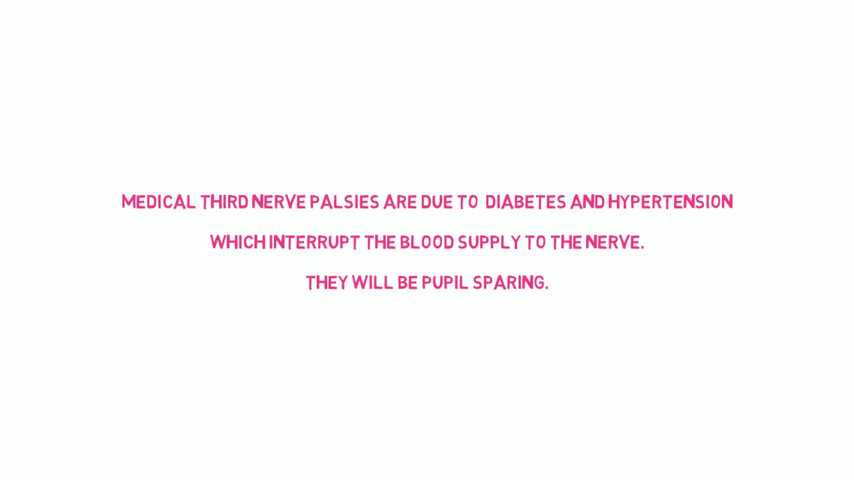 MEDICAL THIRD NERVE PALSIES ARE DUE TO DIABETES AND HYPERTENSION
WHICH INTERRUPT THE BLOOD SUPPLY TO THE NERVE.
THEY WILL BE PUPIL SPARING.